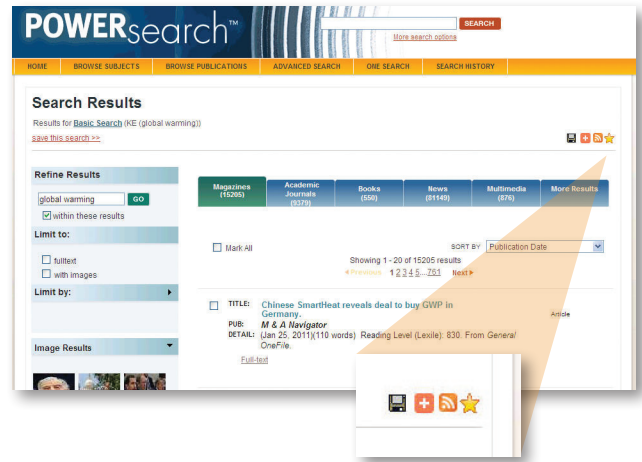 POWERsearch™
SEARCH
More search options
HOME BROWSE SUBJECTS BROWSE PUBLICATIONS ADVANCED SEARCH ONE SEARCH SEARCH HISTORY
Search Results
Results for Basic Search (KE (global warming))
save this search >>
Refine Results
global warming GO
within these results
Limit to:
fulltext
with images
Limit by:
Image Results
Magazines (15205)
Academic Journals (9379)
Books (550)
News (81149)
Multimedia (876)
More Results
Mark All
SORT BY Publication Date
Showing 1 - 20 of 15205 results
Previous 1 2 3 4 5 ...761 Next
TITLE: Chinese SmartHeat reveals deal to buy GWP in
Germany.
Article
PUB: M & A Navigator
DETAIL: (Jan 25, 2011)(110 words) Reading Level (Lexile): 830. From General
OneFile.
Full-text